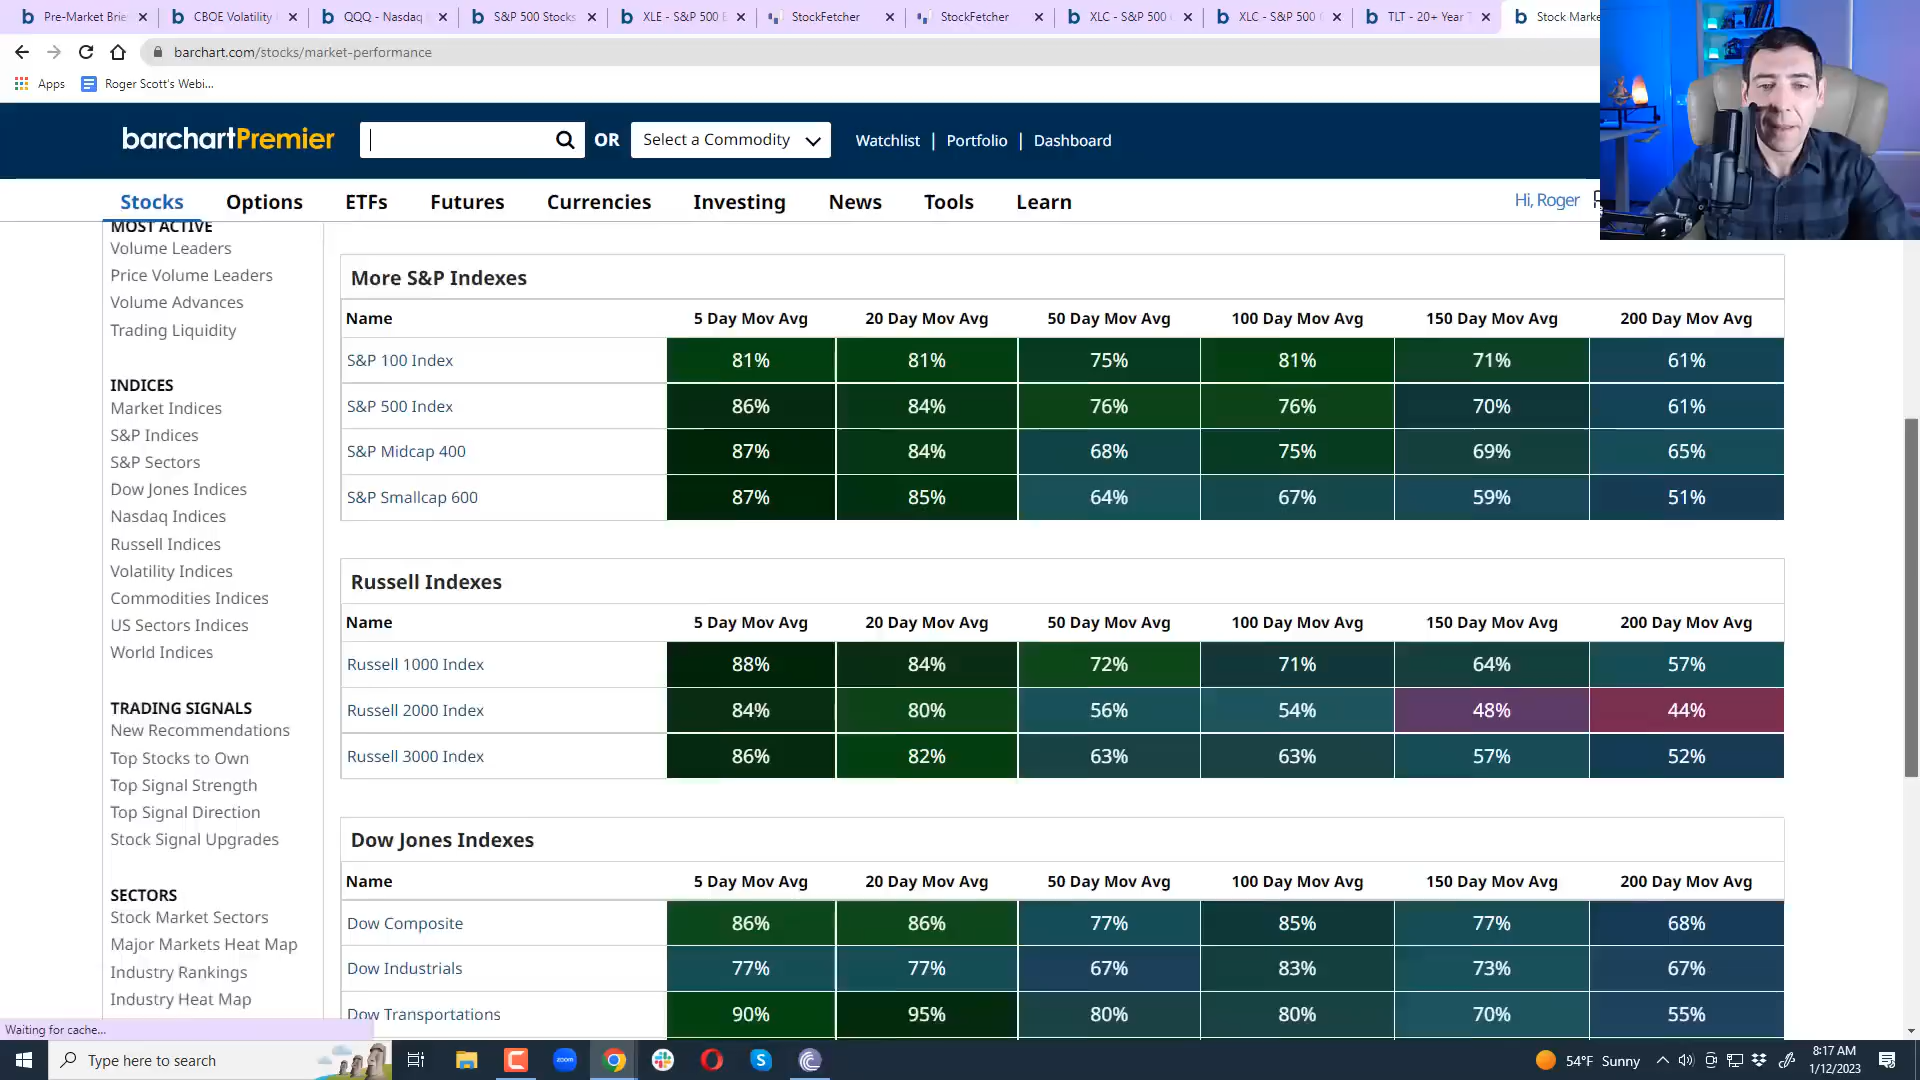 Pre-Market Brie
CBOE Volatility
QQQ - Nasdaq
S&P 500 Stocks
XLE - S&P 500 E
StockFetcher
StockFetcher
XLC - S&P 500
XLC - S&P 500
TLT - 20+ Year T
Stock Marke
barchart.com/stocks/market-performance
Apps
Roger Scott's Webi...
barchartPremier
OR
Select a Commodity
Watchlist | Portfolio | Dashboard
Stocks Options ETFs Futures Currencies Investing News Tools Learn
Hi, Roger
MOST ACTIVE
Volume Leaders
Price Volume Leaders
Volume Advances
Trading Liquidity
INDICES
Market Indices
S&P Indices
S&P Sectors
Dow Jones Indices
Nasdaq Indices
Russell Indices
Volatility Indices
Commodities Indices
US Sectors Indices
World Indices
TRADING SIGNALS
New Recommendations
Top Stocks to Own
Top Signal Strength
Top Signal Direction
Stock Signal Upgrades
SECTORS
Stock Market Sectors
Major Markets Heat Map
Industry Rankings
Industry Heat Map
More S&P Indexes
Name 5 Day Mov Avg 20 Day Mov Avg 50 Day Mov Avg 100 Day Mov Avg 150 Day Mov Avg 200 Day Mov Avg
S&P 100 Index 81% 81% 75% 81% 71% 61%
S&P 500 Index 86% 84% 76% 76% 70% 61%
S&P Midcap 400 87% 84% 68% 75% 69% 65%
S&P Smallcap 600 87% 85% 64% 67% 59% 51%
Russell Indexes
Name 5 Day Mov Avg 20 Day Mov Avg 50 Day Mov Avg 100 Day Mov Avg 150 Day Mov Avg 200 Day Mov Avg
Russell 1000 Index 88% 84% 72% 71% 64% 57%
Russell 2000 Index 84% 80% 56% 54% 48% 44%
Russell 3000 Index 86% 82% 63% 63% 57% 52%
Dow Jones Indexes
Name 5 Day Mov Avg 20 Day Mov Avg 50 Day Mov Avg 100 Day Mov Avg 150 Day Mov Avg 200 Day Mov Avg
Dow Composite 86% 86% 77% 85% 77% 68%
Dow Industrials 77% 77% 67% 83% 73% 67%
Dow Transportations 90% 95% 80% 80% 70% 55%
Waiting for cache...
Type here to search
zoom
54°F Sunny
8:17 AM
1/12/2023